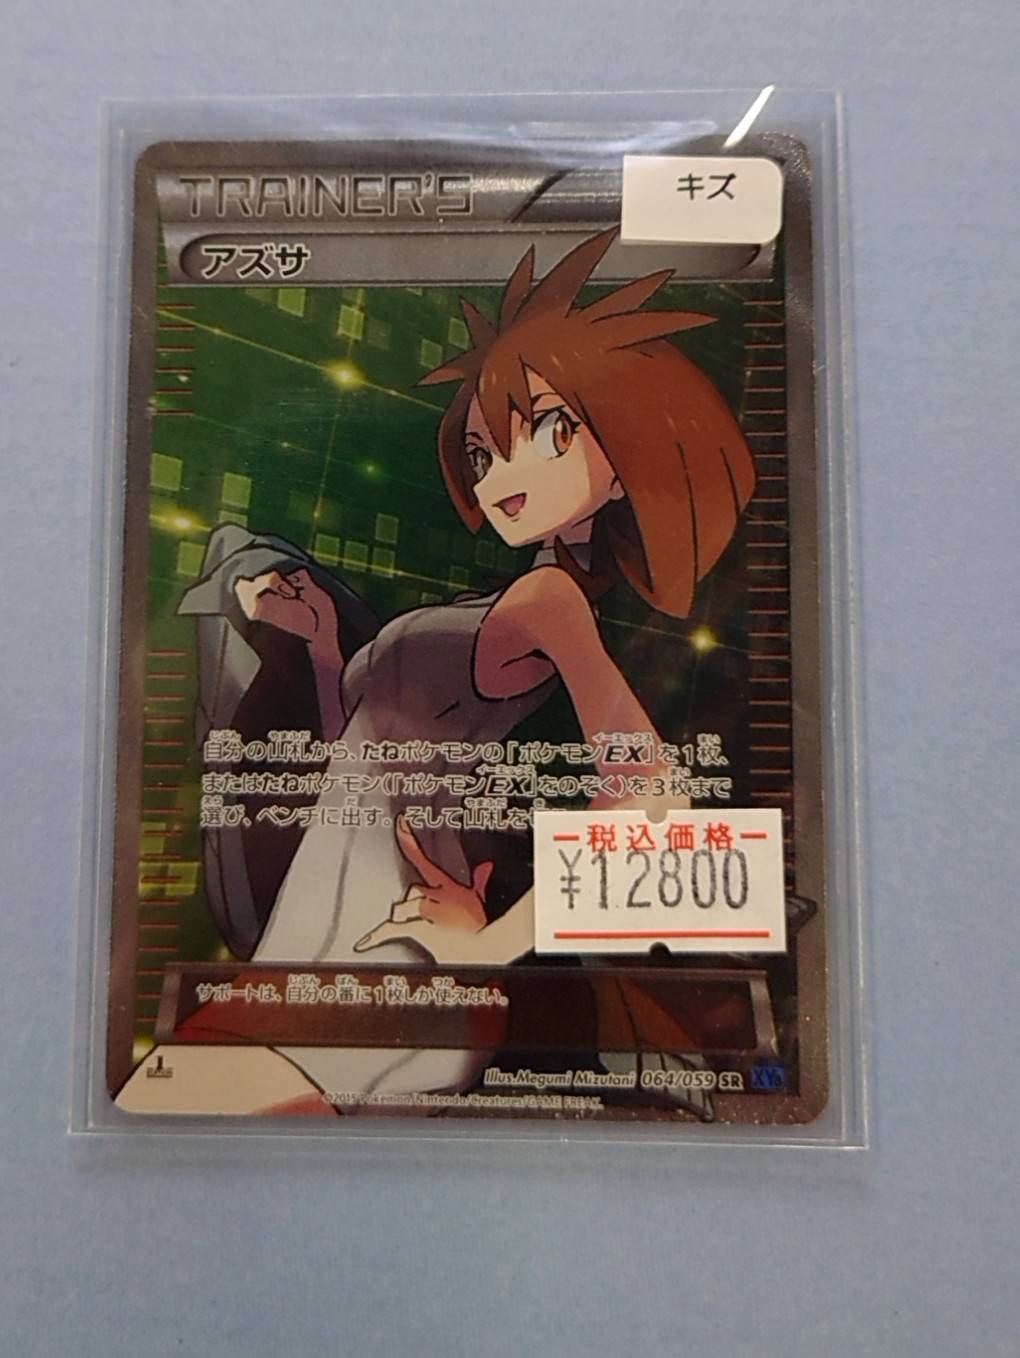 TRAINER'S
キズ
アズサ
自分の山札から、たねポケモンの「ポケモンEX」を1枚、
またはたねポケモン(「ポケモンEX」をのぞく)を3枚まで
選び、ベンチに出す。そして山札を
税込価格
¥12800
サポートは、自分の番に1枚しか使えない。
Illus.Megumi Mizutani 064/059 SR XY8
©2015 Pokémon/Nintendo/Creatures/GAME FREAK.